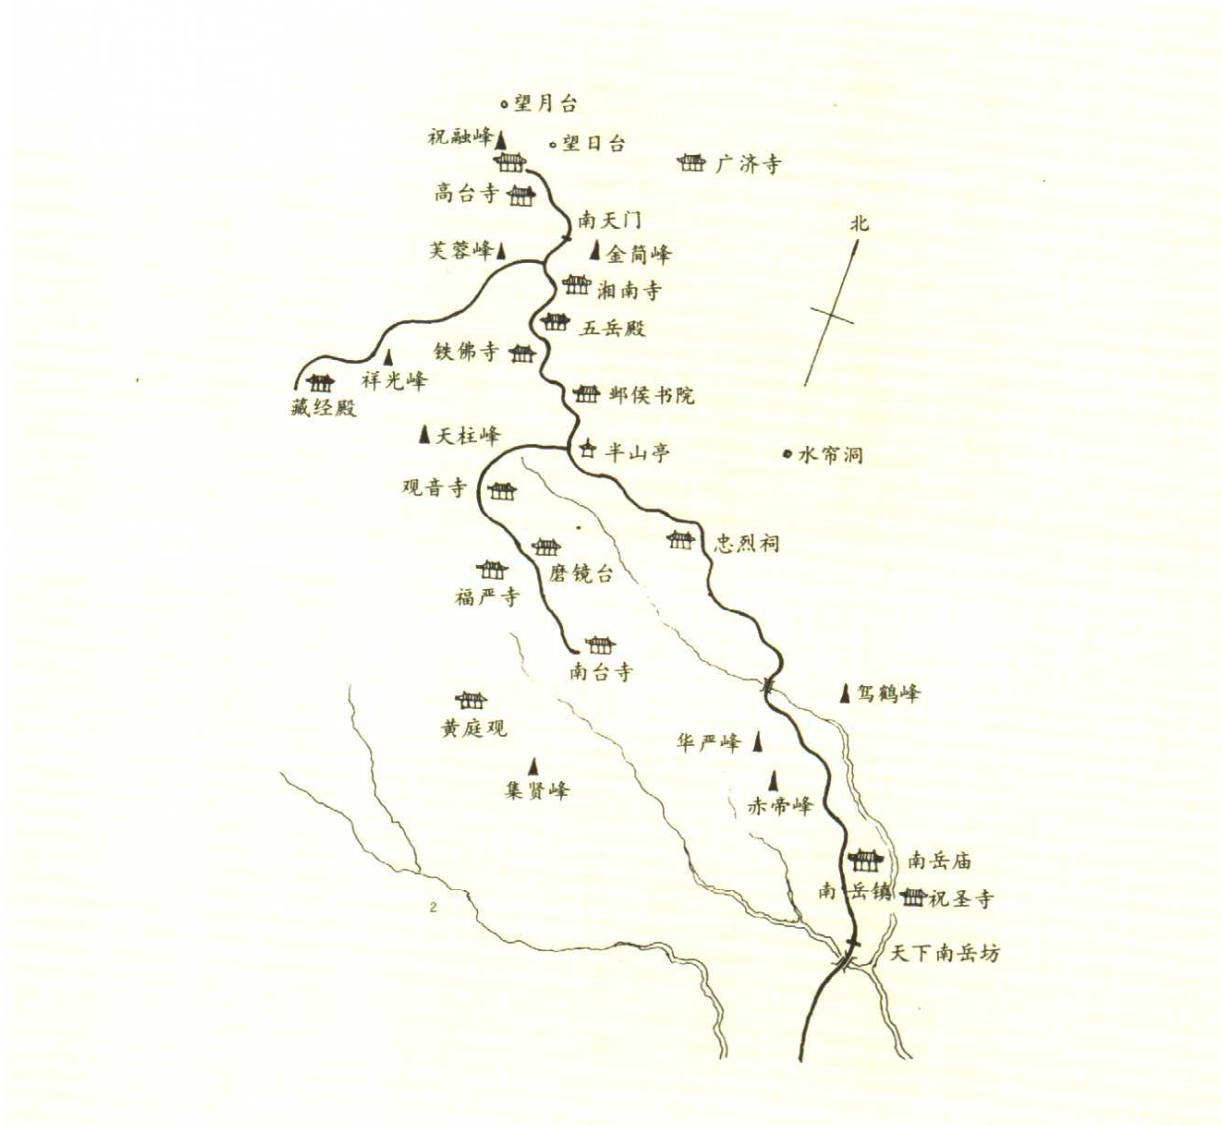 望月台
祝融峰
望日台
广济寺
高台寺
南天门
北
芙蓉峰
金简峰
湘南寺
五岳殿
铁佛寺
祥光峰
藏经殿
邺侯书院
天柱峰
半山亭
水帘洞
观音寺
忠烈祠
磨镜台
福严寺
南台寺
驾鹤峰
黄庭观
华严峰
集贤峰
赤帝峰
南岳庙
南岳镇
祝圣寺
2
天下南岳坊